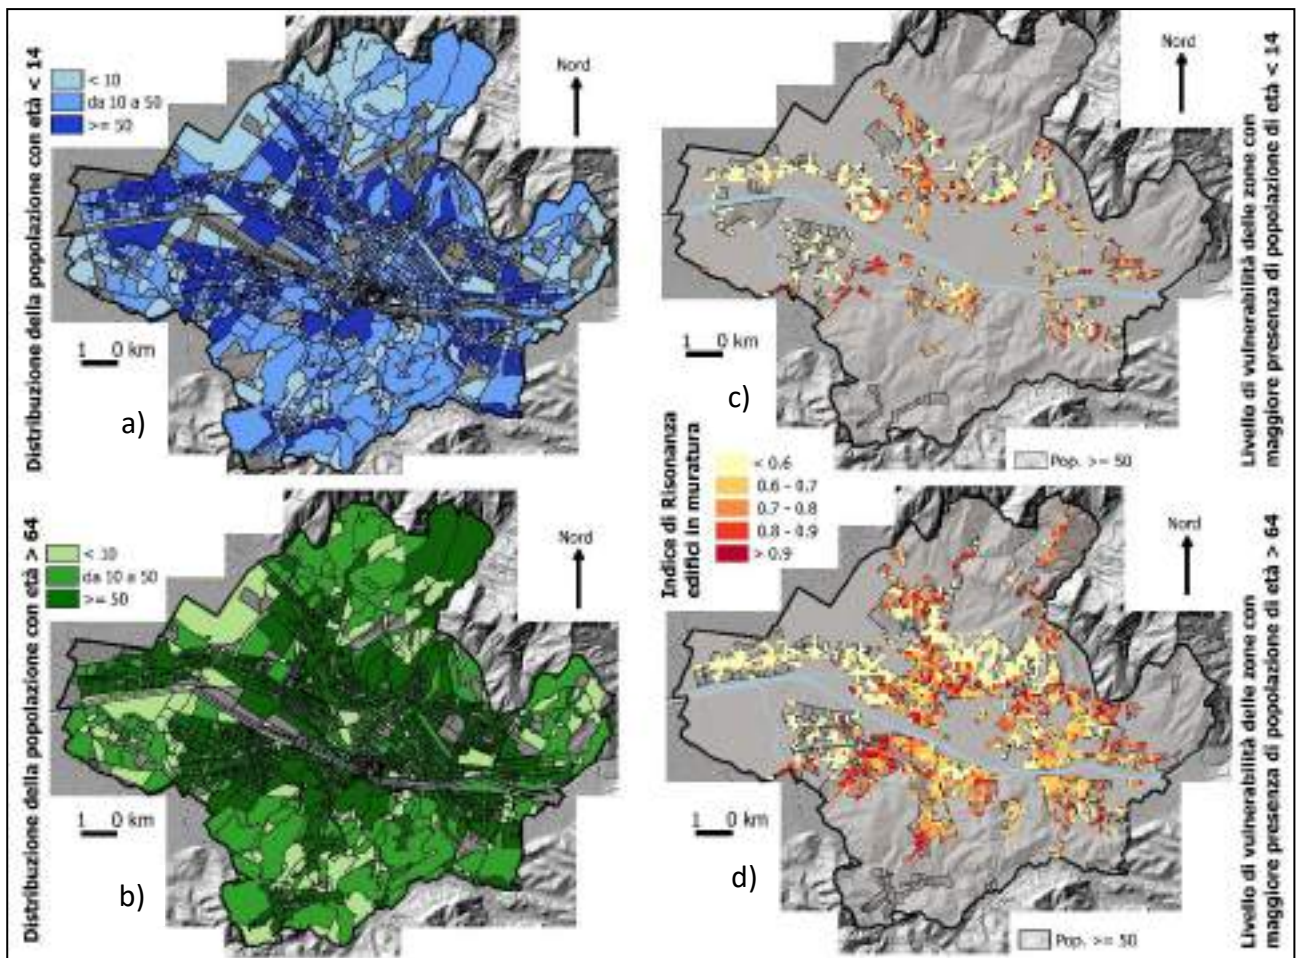 Distribuzione della popolazione con età < 14
< 10
da 10 a 50
>= 50
Nord
1 0 km
a)
Nord
1 0 km
c)
Pop. >= 50
Livello di vulnerabilità delle zone con
maggiore presenza di popolazione di età < 14
Indice di Risonanza
edifici in muratura
< 0.6
0.6 - 0.7
0.7 - 0.8
0.8 - 0.9
> 0.9
Distribuzione della popolazione con età > 64
< 10
da 10 a 50
>= 50
Nord
1 0 km
b)
Nord
1 0 km
d)
Pop. >= 50
Livello di vulnerabilità delle zone con
maggiore presenza di popolazione di età > 64